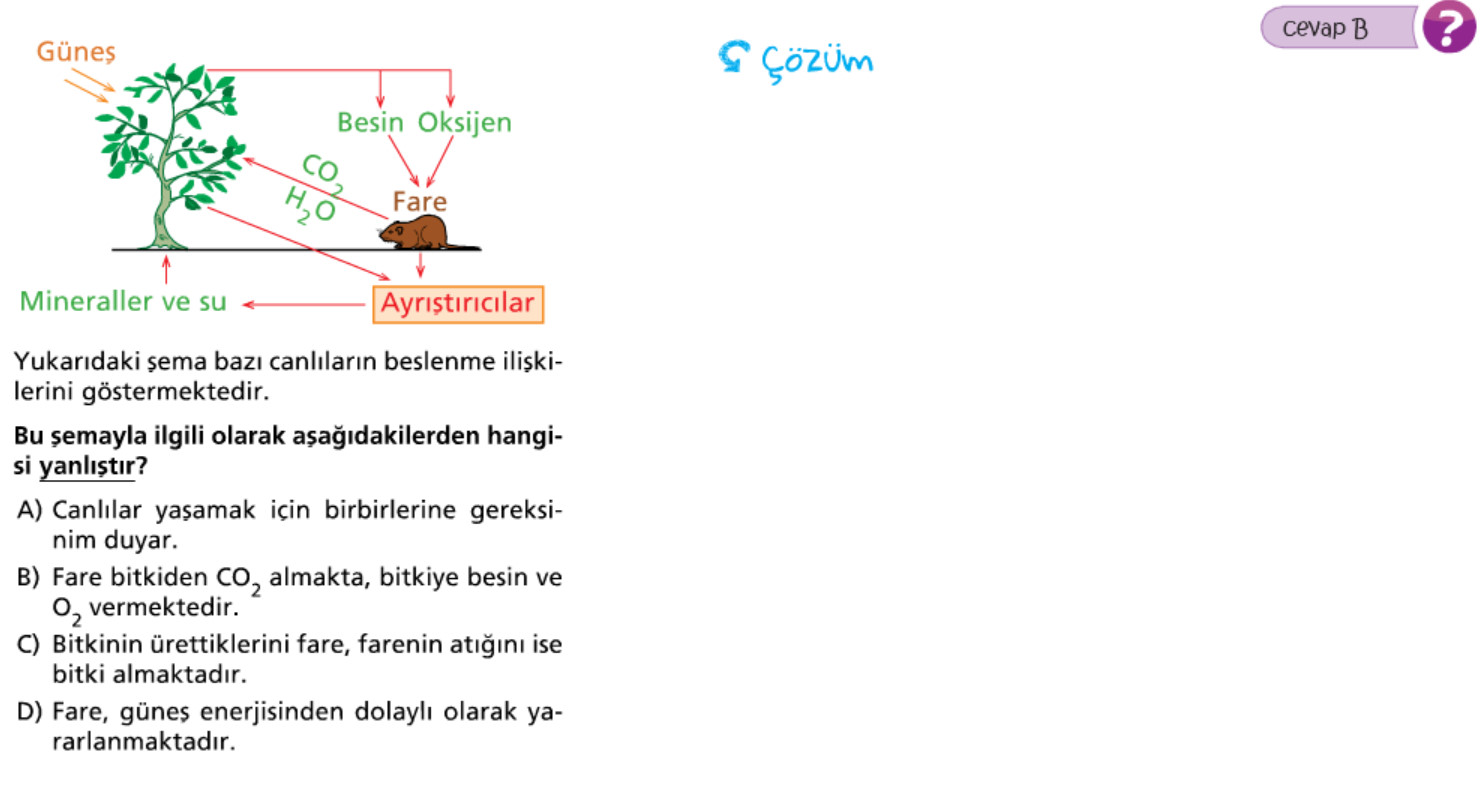 Güneş
Besin Oksijen
CO2
H2O
Fare
Mineraller ve su
Ayrıştırıcılar
Yukarıdaki şema bazı canlıların beslenme ilişki-
lerini göstermektedir.
Bu şemayla ilgili olarak aşağıdakilerden hangi-
si yanlıştır?
A) Canlılar yaşamak için birbirlerine gereksi-
nim duyar.
B) Fare bitkiden CO2 almakta, bitkiye besin ve
O2 vermektedir.
C) Bitkinin ürettiklerini fare, farenin atığını ise
bitki almaktadır.
D) Fare, güneş enerjisinden dolaylı olarak ya-
rarlanmaktadır.
Çözüm
Cevap B
?